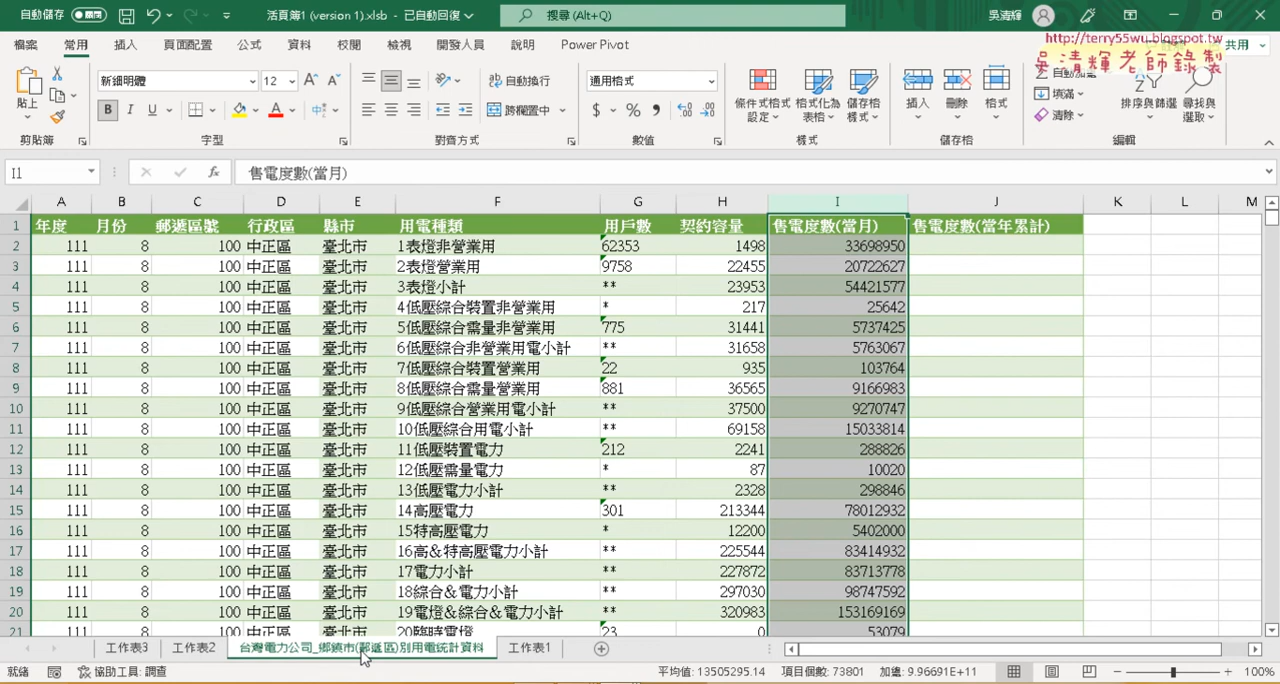 自動儲存 活頁簿1 (version 1).xlsb - 已自動回復 搜尋 (Alt+Q) 吳清輝
http://terry55wu.blogspot.tw
吳清輝老師錄製
檔案 常用 插入 頁面配置 公式 資料 校閱 檢視 開發人員 說明 Power Pivot 共用
貼上 新細明體 12 自動換行 通用格式 條件式格式設定 格式化為表格 儲存格樣式 插入 刪除 格式 自動加總 填滿 清除 排序與篩選 尋找與選取
B I U A $ % 跨欄置中
剪貼簿 字型 對齊方式 數值 樣式 儲存格 編輯
I1 fx 售電度數(當月)
A B C D E F G H I J K L M
1 年度 月份 郵遞區號 行政區 縣市 用電種類 用戶數 契約容量 售電度數(當月) 售電度數(當年累計)
2 111 8 100 中正區 臺北市 1表燈非營業用 62353 1498 33698950
3 111 8 100 中正區 臺北市 2表燈營業用 9758 22455 20722627
4 111 8 100 中正區 臺北市 3表燈小計 ** 23953 54421577
5 111 8 100 中正區 臺北市 4低壓綜合裝置非營業用 * 217 25642
6 111 8 100 中正區 臺北市 5低壓綜合需量非營業用 775 31441 5737425
7 111 8 100 中正區 臺北市 6低壓綜合非營業用電小計 ** 31658 5763067
8 111 8 100 中正區 臺北市 7低壓綜合裝置營業用 22 935 103764
9 111 8 100 中正區 臺北市 8低壓綜合需量營業用 881 36565 9166983
10 111 8 100 中正區 臺北市 9低壓綜合營業用電小計 ** 37500 9270747
11 111 8 100 中正區 臺北市 10低壓綜合用電小計 ** 69158 15033814
12 111 8 100 中正區 臺北市 11低壓裝置電力 212 2241 288826
13 111 8 100 中正區 臺北市 12低壓需量電力 * 87 10020
14 111 8 100 中正區 臺北市 13低壓電力小計 ** 2328 298846
15 111 8 100 中正區 臺北市 14高壓電力 301 213344 78012932
16 111 8 100 中正區 臺北市 15特高壓電力 * 12200 5402000
17 111 8 100 中正區 臺北市 16高&特高壓電力小計 ** 225544 83414932
18 111 8 100 中正區 臺北市 17電力小計 ** 227872 83713778
19 111 8 100 中正區 臺北市 18綜合&電力小計 ** 297030 98747592
20 111 8 100 中正區 臺北市 19電燈&綜合&電力小計 ** 320983 153169169
21 111 8 100 中正區 臺北市 20臨時電燈 23 0 53079
工作表3 工作表2 台灣電力公司_鄉鎮市(郵遞區)別用電統計資料 工作表1
就緒 協助工具: 調查 平均值: 13505295.14 項目個數: 73801 加總: 9.96691E+11 100%